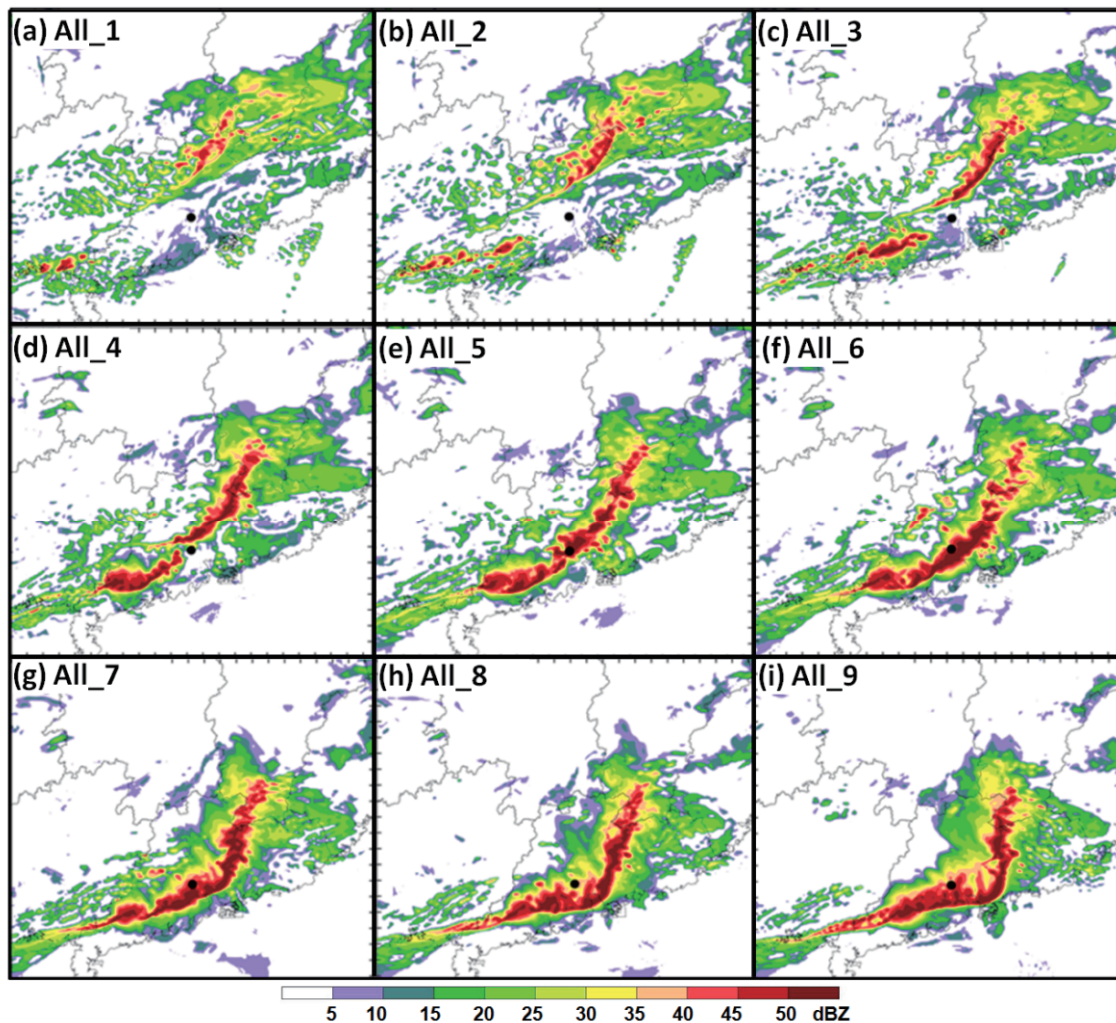 (a) All_1
(b) All_2
(c) All_3
(d) All_4
(e) All_5
(f) All_6
(g) All_7
(h) All_8
(i) All_9
5 10 15 20 25 30 35 40 45 50 dBZ